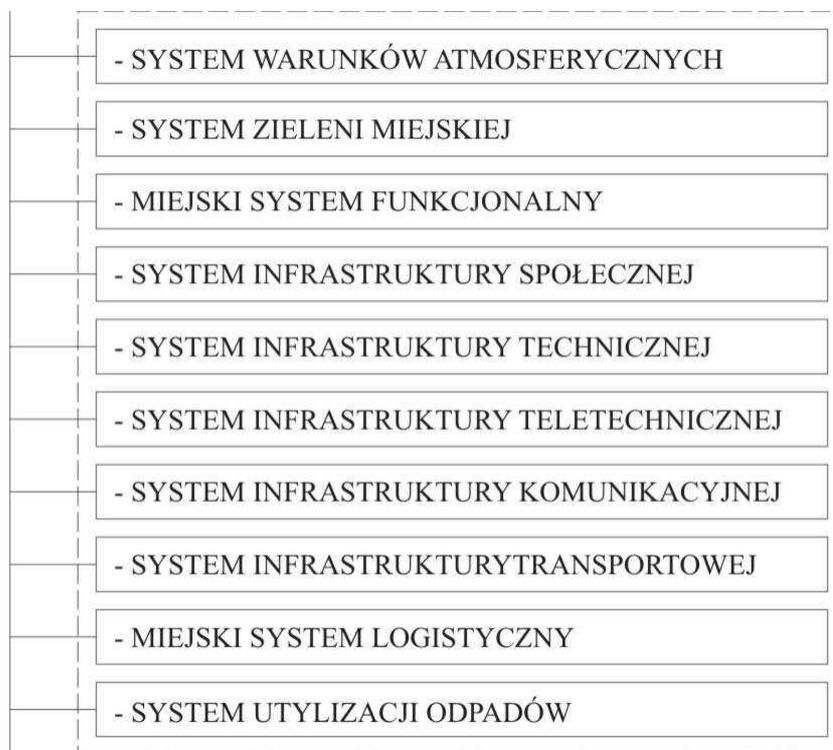 - SYSTEM WARUNKÓW ATMOSFERYCZNYCH
- SYSTEM ZIELENI MIEJSKIEJ
- MIEJSKI SYSTEM FUNKCJONALNY
- SYSTEM INFRASTRUKTURY SPOŁECZNEJ
- SYSTEM INFRASTRUKTURY TECHNICZNEJ
- SYSTEM INFRASTRUKTURY TELETECHNICZNEJ
- SYSTEM INFRASTRUKTURY KOMUNIKACYJNEJ
- SYSTEM INFRASTRUKTURYTRANSPORTOWEJ
- MIEJSKI SYSTEM LOGISTYCZNY
- SYSTEM UTYLIZACJI ODPADÓW